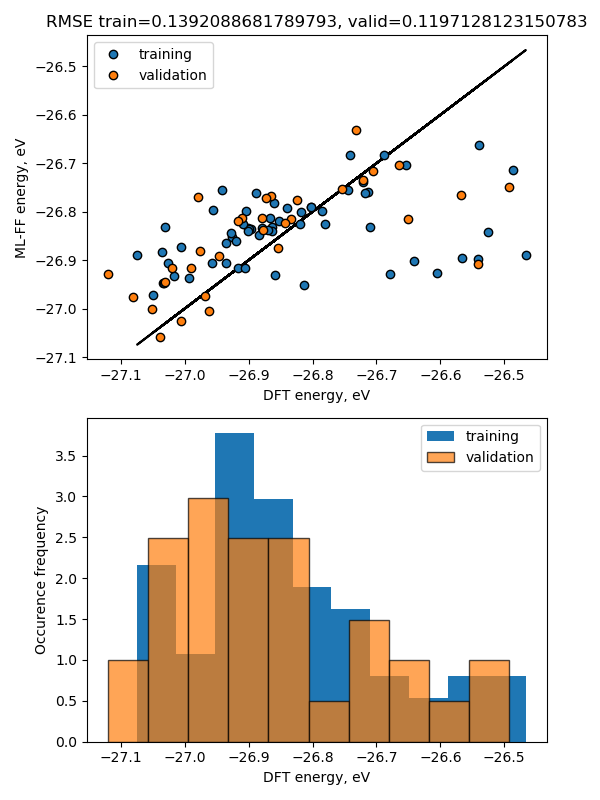 RMSE train=0.1392088681789793, valid=0.1197128123150783
training
validation
−26.5
−26.6
−26.7
−26.8
−26.9
−27.0
−27.1
ML-FF energy, eV
−27.1 −27.0 −26.9 −26.8 −26.7 −26.6 −26.5
DFT energy, eV
training
validation
3.5
3.0
2.5
2.0
1.5
1.0
0.5
0.0
Occurence frequency
−27.1 −27.0 −26.9 −26.8 −26.7 −26.6 −26.5
DFT energy, eV